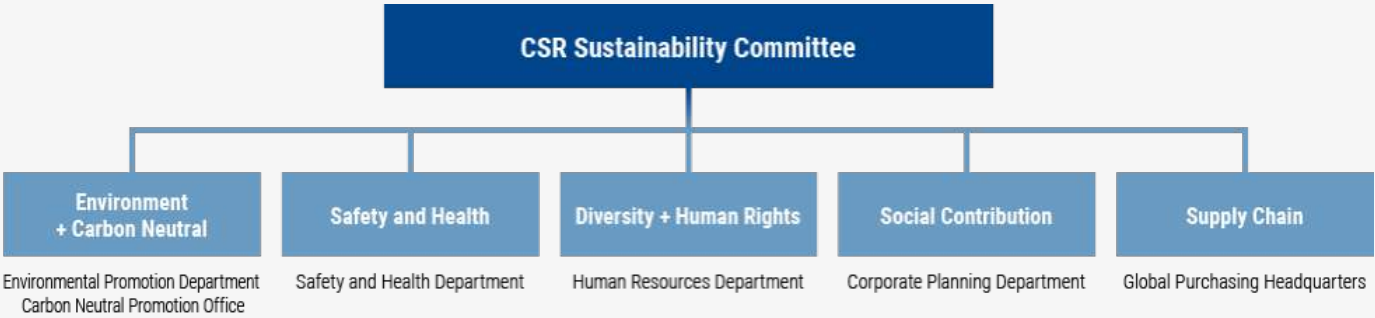 CSR Sustainability Committee
Environment
+ Carbon Neutral
Safety and Health
Diversity + Human Rights
Social Contribution
Supply Chain
Environmental Promotion Department
Carbon Neutral Promotion Office
Safety and Health Department
Human Resources Department
Corporate Planning Department
Global Purchasing Headquarters